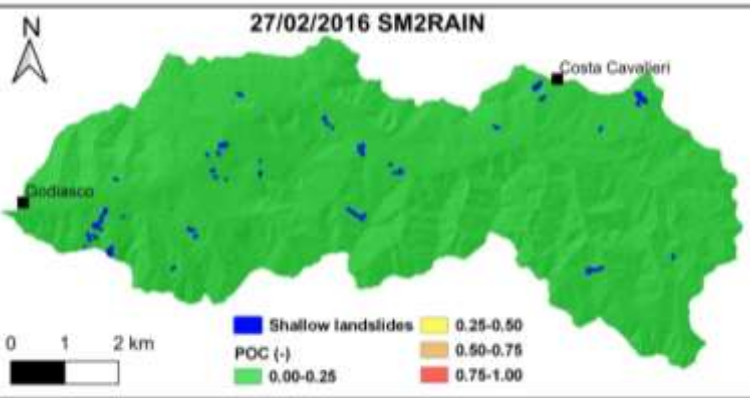 27/02/2016 SM2RAIN
N
Costa Cavalieri
Godiasco
Shallow landslides
POC (-)
0.00-0.25
0.25-0.50
0.50-0.75
0.75-1.00
0 1 2 km